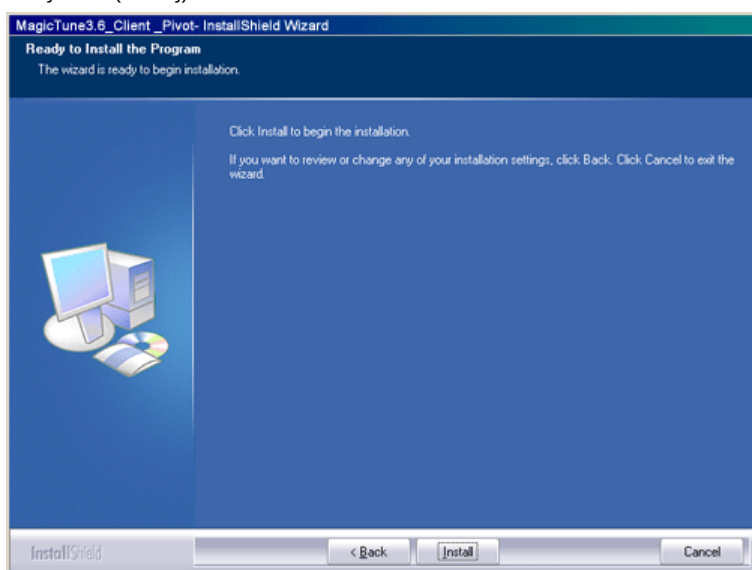 MagicTune3.6_Client _Pivot- InstallShield Wizard
Ready to Install the Program
The wizard is ready to begin installation.
Click Install to begin the installation.
If you want to review or change any of your installation settings, click Back. Click Cancel to exit the
wizard.
InstallShield
< Back
Install
Cancel